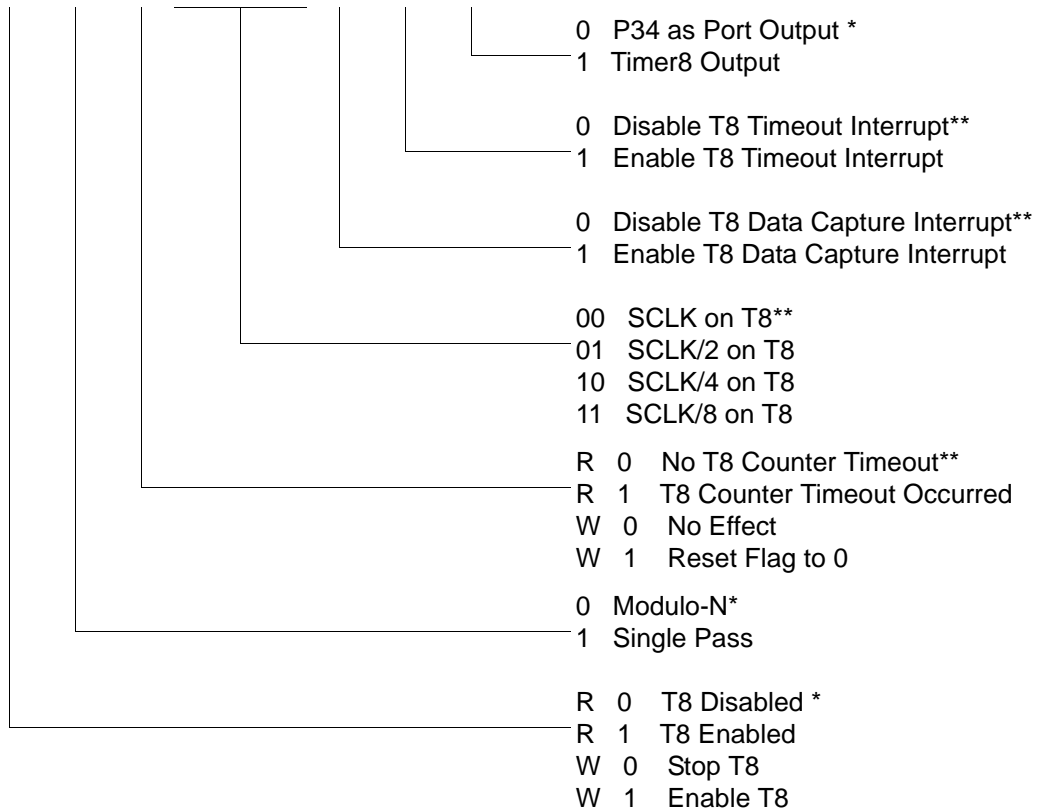 0 P34 as Port Output *
1 Timer8 Output
0 Disable T8 Timeout Interrupt**
1 Enable T8 Timeout Interrupt
0 Disable T8 Data Capture Interrupt**
1 Enable T8 Data Capture Interrupt
00 SCLK on T8**
01 SCLK/2 on T8
10 SCLK/4 on T8
11 SCLK/8 on T8
R 0 No T8 Counter Timeout**
R 1 T8 Counter Timeout Occurred
W 0 No Effect
W 1 Reset Flag to 0
0 Modulo-N*
1 Single Pass
R 0 T8 Disabled *
R 1 T8 Enabled
W 0 Stop T8
W 1 Enable T8